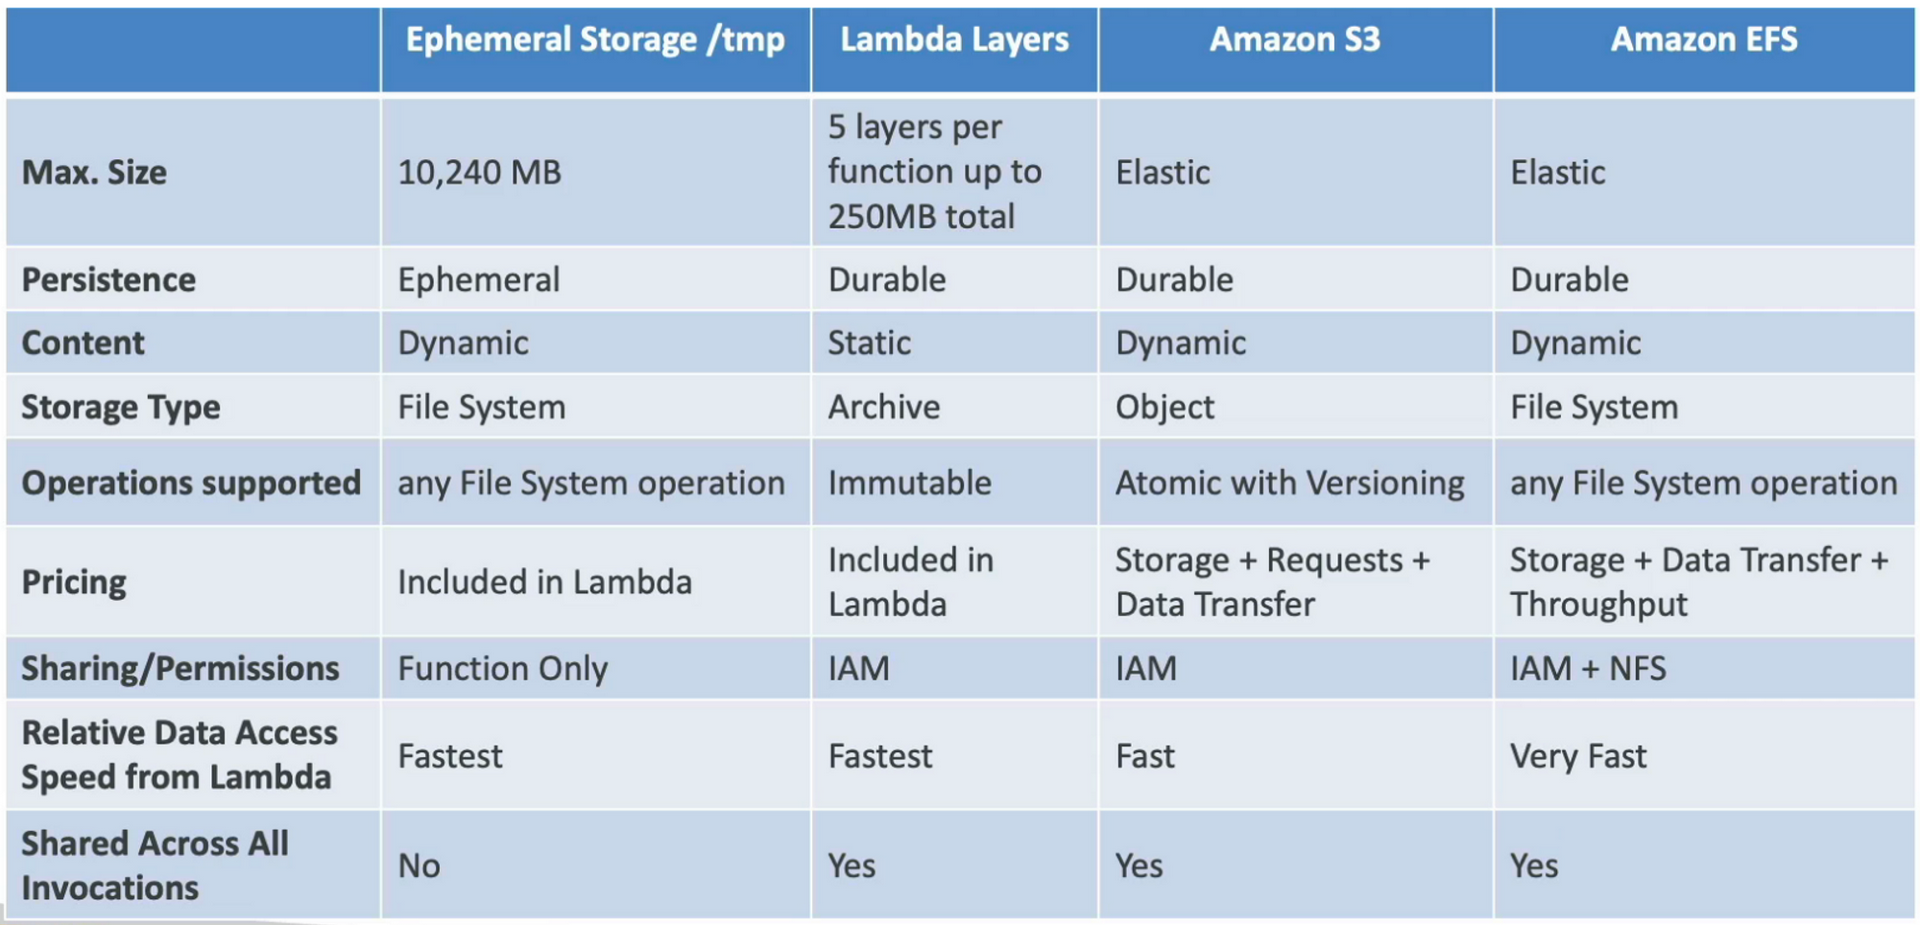 Ephemeral Storage /tmp
Lambda Layers
Amazon S3
Amazon EFS
Max. Size
10,240 MB
5 layers per
function up to
250MB total
Elastic
Elastic
Persistence
Ephemeral
Durable
Durable
Durable
Content
Dynamic
Static
Dynamic
Dynamic
Storage Type
File System
Archive
Object
File System
Operations supported
any File System operation
Immutable
Atomic with Versioning
any File System operation
Pricing
Included in Lambda
Included in
Lambda
Storage + Requests +
Data Transfer
Storage + Data Transfer +
Throughput
Sharing/Permissions
Function Only
IAM
IAM
IAM + NFS
Relative Data Access
Speed from Lambda
Fastest
Fastest
Fast
Very Fast
Shared Across All
Invocations
No
Yes
Yes
Yes